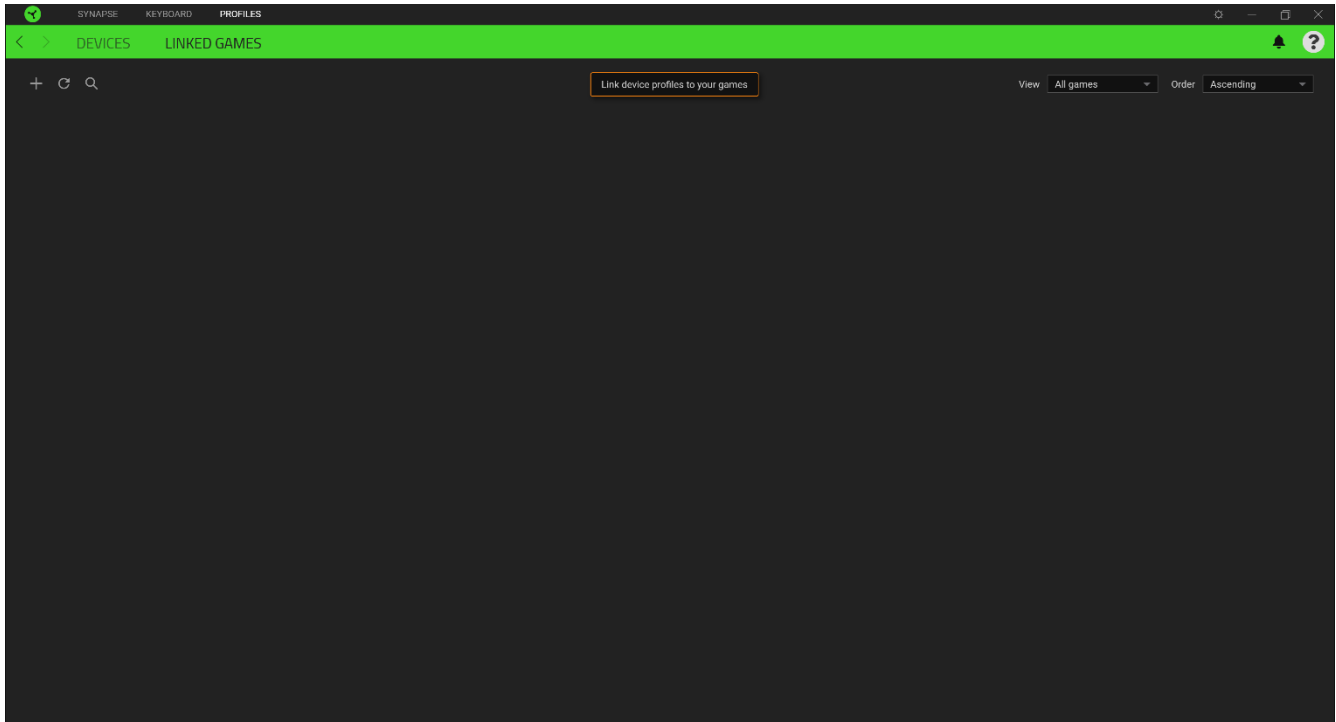 SYNAPSE KEYBOARD PROFILES
DEVICES LINKED GAMES
?
Link device profiles to your games
View All games Order Ascending